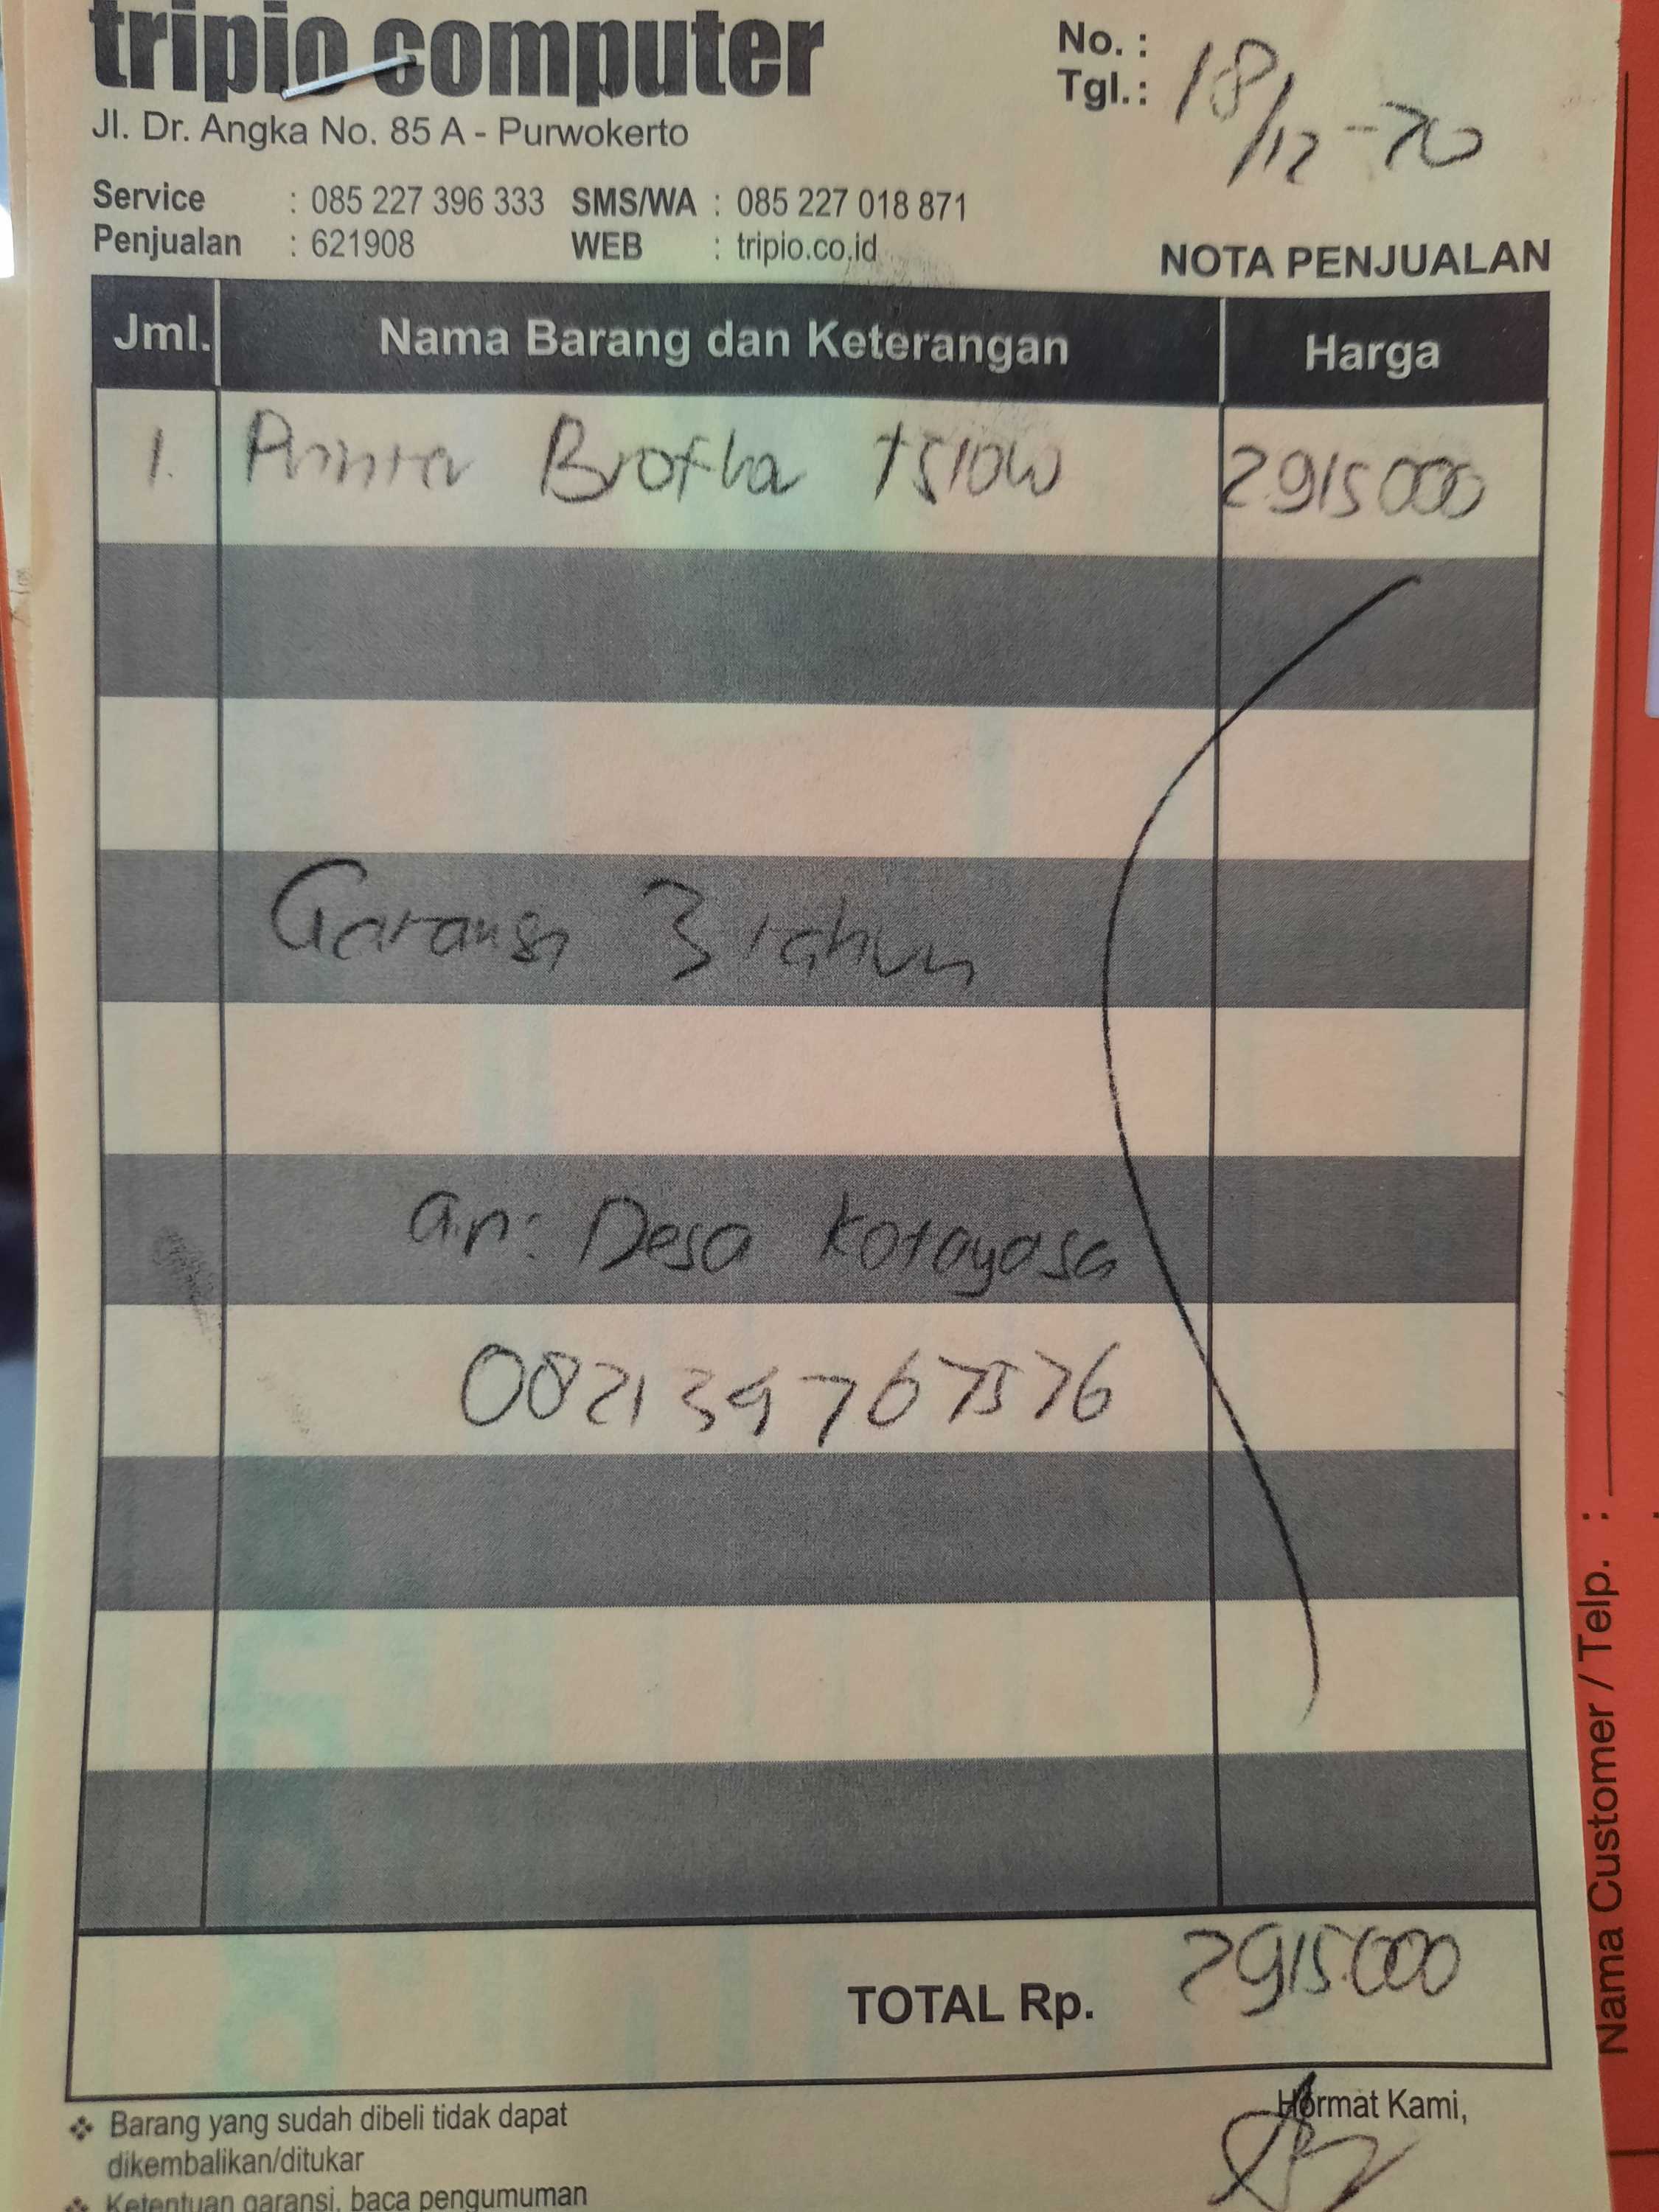 tripio computer
Jl. Dr. Angka No. 85 A - Purwokerto
Service : 085 227 396 333 SMS/WA : 085 227 018 871
Penjualan : 621908 WEB : tripio.co.id
No. :
Tgl.: 18/12-20
NOTA PENJUALAN
Jml. Nama Barang dan Keterangan Harga
1. Printer Brother T510W 2915000
Garansi 3 tahun
a.n: Desa Kotayasa
082139767576
TOTAL Rp. 2915.000
Hormat Kami,
❖ Barang yang sudah dibeli tidak dapat
dikembalikan/ditukar
❖ Ketentuan garansi, baca pengumuman
Nama Customer / Telp. :